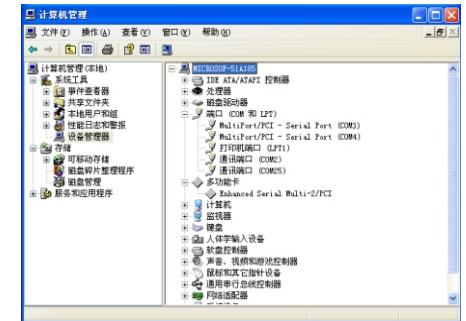 计算机管理
文件(F) 操作(A) 查看(V) 窗口(W) 帮助(H)
计算机管理(本地)
系统工具
事件查看器
共享文件夹
本地用户和组
性能日志和警报
设备管理器
存储
可移动存储
磁盘碎片整理程序
磁盘管理
服务和应用程序
MICROSOF-51A185
IDE ATA/ATAPI 控制器
处理器
磁盘驱动器
端口 (COM 和 LPT)
MultiPort/PCI - Serial Port (COM3)
MultiPort/PCI - Serial Port (COM4)
打印机端口 (LPT1)
通讯端口 (COM2)
通讯端口 (COM25)
多功能卡
Enhanced Serial Multi-2/PCI
计算机
监视器
键盘
人体学输入设备
软盘控制器
声音、视频和游戏控制器
鼠标和其它指针设备
通用串行总线控制器
网络适配器